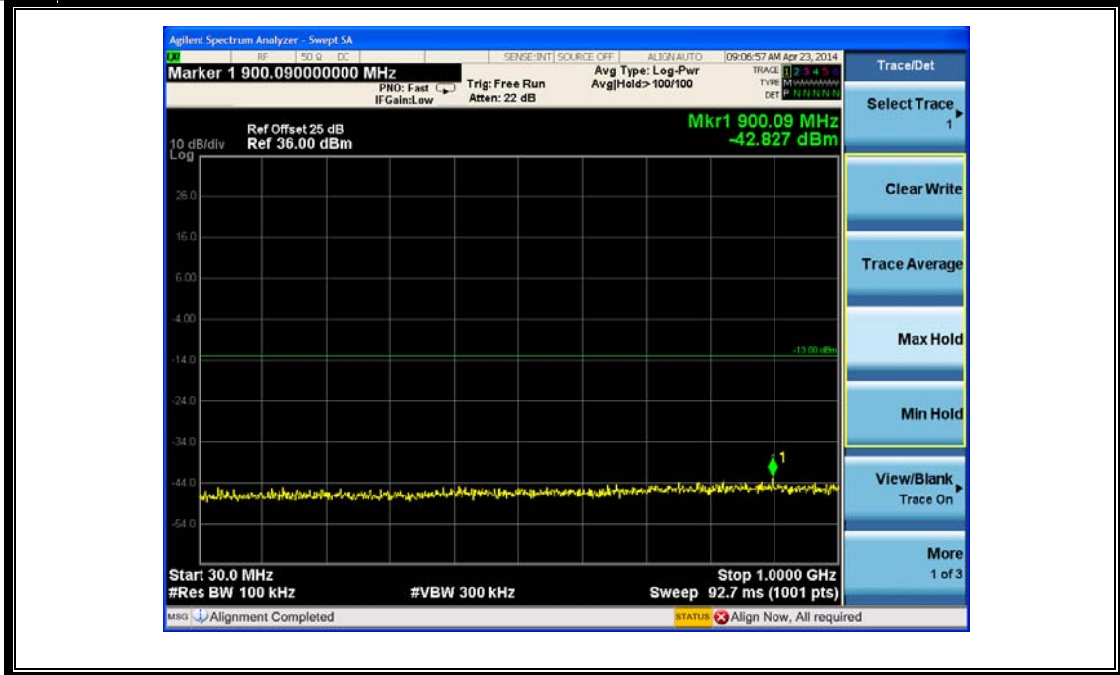 Agilent Spectrum Analyzer - Swept SA
RF 50 Ω DC SENSE:INT SOURCE OFF ALIGN AUTO 09:06:57 AM Apr 23, 2014
Marker 1 900.090000000 MHz
PNO: Fast
IFGain:Low
Trig: Free Run
Atten: 22 dB
Avg Type: Log-Pwr
Avg|Hold>100/100
TRACE 1 2 3 4 5 6
TYPE M
DET P N N N N N
Mkr1 900.09 MHz
-42.827 dBm
Ref Offset 25 dB
10 dB/div Ref 36.00 dBm
Log
26.0
16.0
6.00
-4.00
-13.00 dBm
-14.0
-24.0
-34.0
1
-44.0
-54.0
Start 30.0 MHz Stop 1.0000 GHz
#Res BW 100 kHz #VBW 300 kHz Sweep 92.7 ms (1001 pts)
MSG Alignment Completed STATUS Align Now, All required
Trace/Det
Select Trace
1
Clear Write
Trace Average
Max Hold
Min Hold
View/Blank
Trace On
More
1 of 3